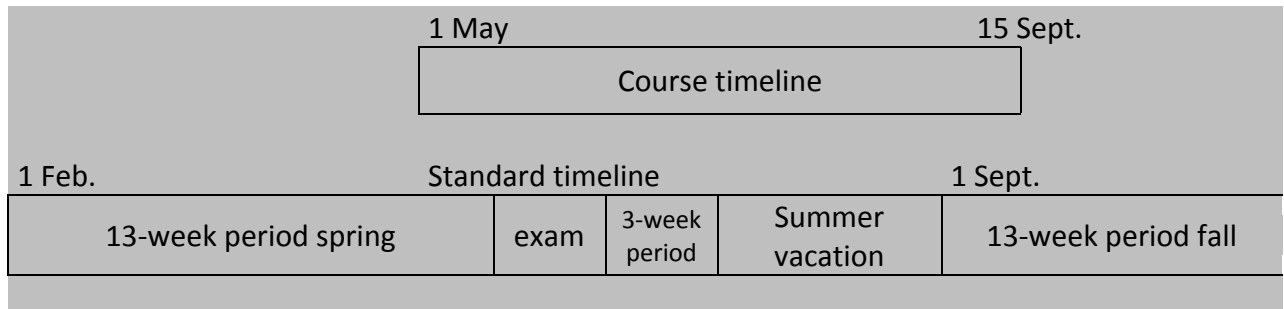 1 May 15 Sept.
Course timeline
1 Feb. Standard timeline 1 Sept.
13-week period spring
exam
3-week
period
Summer
vacation
13-week period fall